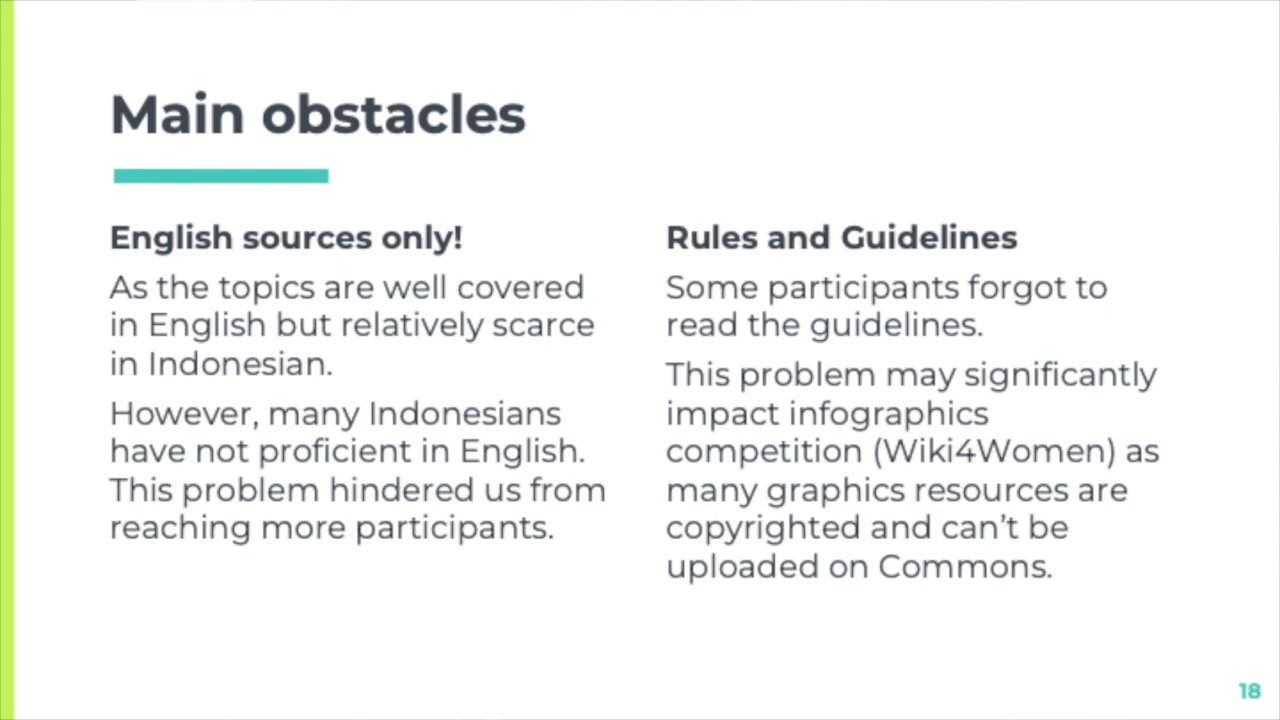 Main obstacles
English sources only!
As the topics are well covered
in English but relatively scarce
in Indonesian.
However, many Indonesians
have not proficient in English.
This problem hindered us from
reaching more participants.
Rules and Guidelines
Some participants forgot to
read the guidelines.
This problem may significantly
impact infographics
competition (Wiki4Women) as
many graphics resources are
copyrighted and can’t be
uploaded on Commons.
18